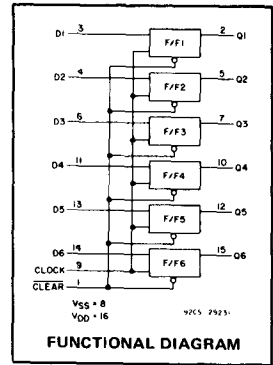 D1 3 F/F1 2 Q1
D2 4 F/F2 5 Q2
D3 6 F/F3 7 Q3
D4 11 F/F4 10 Q4
D5 13 F/F5 12 Q5
D6 14 F/F6 15 Q6
CLOCK 9
CLEAR 1
VSS = 8
VDD = 16
92CS-2923
FUNCTIONAL DIAGRAM